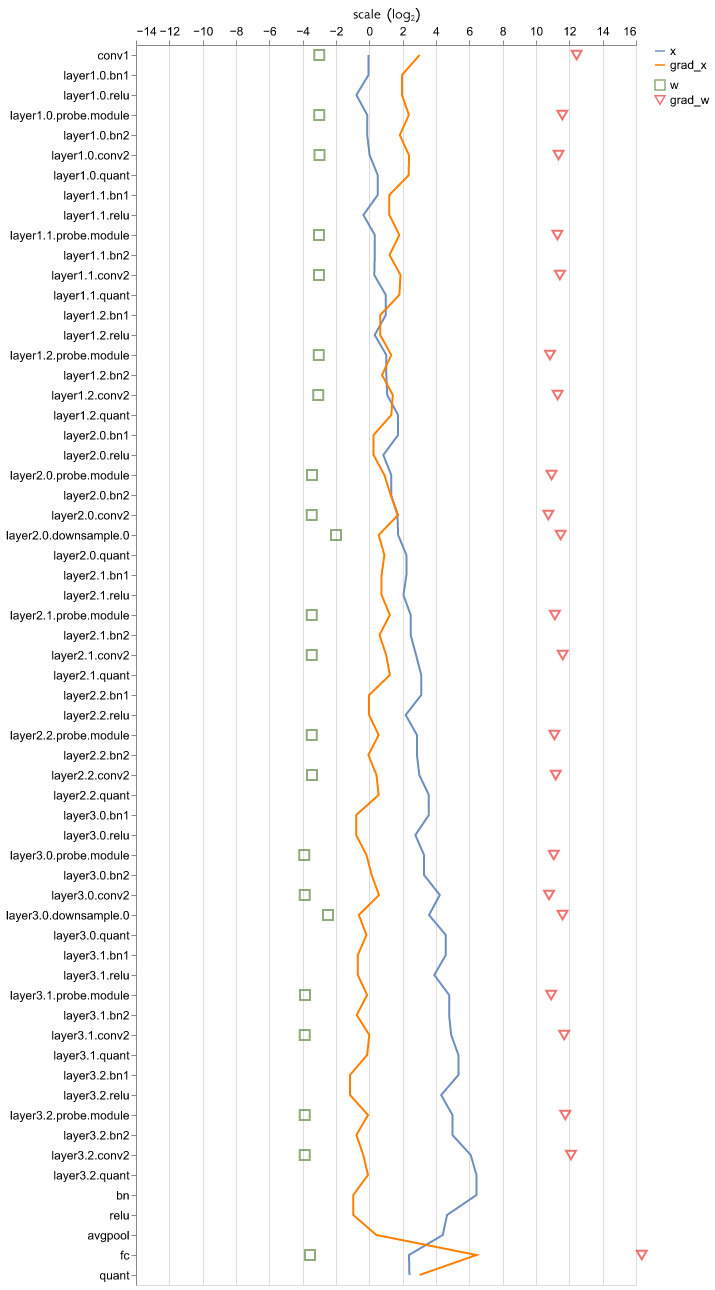 scale (log₂)
−14 −12 −10 −8 −6 −4 −2 0 2 4 6 8 10 12 14 16
x
grad_x
w
grad_w
conv1
layer1.0.bn1
layer1.0.relu
layer1.0.probe.module
layer1.0.bn2
layer1.0.conv2
layer1.0.quant
layer1.1.bn1
layer1.1.relu
layer1.1.probe.module
layer1.1.bn2
layer1.1.conv2
layer1.1.quant
layer1.2.bn1
layer1.2.relu
layer1.2.probe.module
layer1.2.bn2
layer1.2.conv2
layer1.2.quant
layer2.0.bn1
layer2.0.relu
layer2.0.probe.module
layer2.0.bn2
layer2.0.conv2
layer2.0.downsample.0
layer2.0.quant
layer2.1.bn1
layer2.1.relu
layer2.1.probe.module
layer2.1.bn2
layer2.1.conv2
layer2.1.quant
layer2.2.bn1
layer2.2.relu
layer2.2.probe.module
layer2.2.bn2
layer2.2.conv2
layer2.2.quant
layer3.0.bn1
layer3.0.relu
layer3.0.probe.module
layer3.0.bn2
layer3.0.conv2
layer3.0.downsample.0
layer3.0.quant
layer3.1.bn1
layer3.1.relu
layer3.1.probe.module
layer3.1.bn2
layer3.1.conv2
layer3.1.quant
layer3.2.bn1
layer3.2.relu
layer3.2.probe.module
layer3.2.bn2
layer3.2.conv2
layer3.2.quant
bn
relu
avgpool
fc
quant